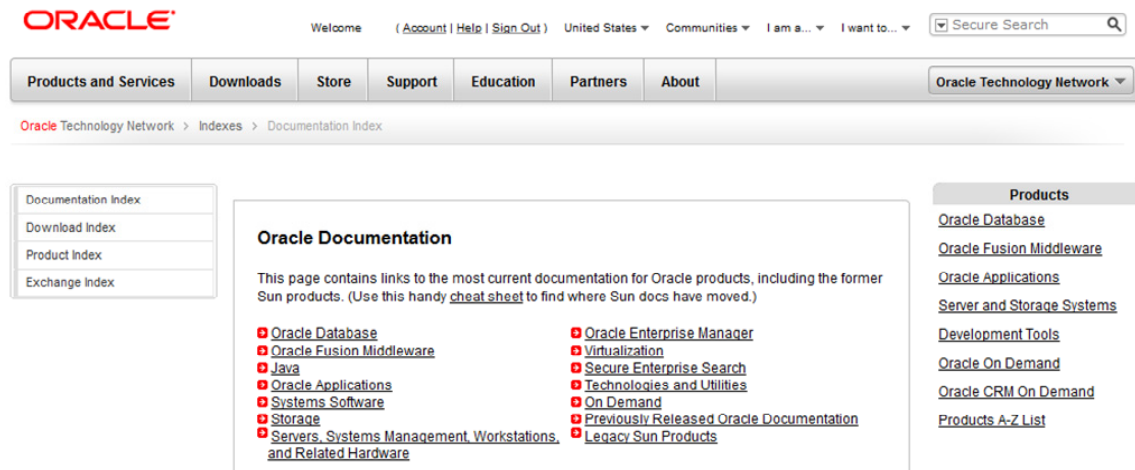 ORACLE
Welcome ( Account | Help | Sign Out ) United States Communities I am a... I want to... Secure Search
Products and Services Downloads Store Support Education Partners About Oracle Technology Network
Oracle Technology Network > Indexes > Documentation Index
Documentation Index
Download Index
Product Index
Exchange Index
Oracle Documentation
This page contains links to the most current documentation for Oracle products, including the former
Sun products. (Use this handy cheat sheet to find where Sun docs have moved.)
Oracle Database
Oracle Fusion Middleware
Java
Oracle Applications
Systems Software
Storage
Servers, Systems Management, Workstations,
and Related Hardware
Oracle Enterprise Manager
Virtualization
Secure Enterprise Search
Technologies and Utilities
On Demand
Previously Released Oracle Documentation
Legacy Sun Products
Products
Oracle Database
Oracle Fusion Middleware
Oracle Applications
Server and Storage Systems
Development Tools
Oracle On Demand
Oracle CRM On Demand
Products A-Z List